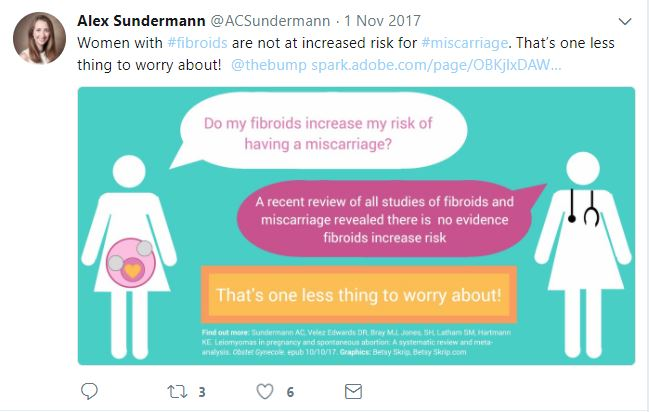 Alex Sundermann @ACSundermann · 1 Nov 2017
Women with #fibroids are not at increased risk for #miscarriage. That's one less
thing to worry about! @thebump spark.adobe.com/page/OBKjlxDAW…
Do my fibroids increase my risk of
having a miscarriage?
A recent review of all studies of fibroids and
miscarriage revealed there is no evidence
fibroids increase risk
That's one less thing to worry about!
Find out more: Sundermann AC, Velez Edwards DR, Bray MJ, Jones, SH, Latham SM, Hartmann
KE. Leiomyomas in pregnancy and spontaneous abortion: A systematic review and meta-
analysis. Obstet Gynecole. epub 10/10/17. Graphics: Betsy Skrip, Betsy Skrip.com
3
6